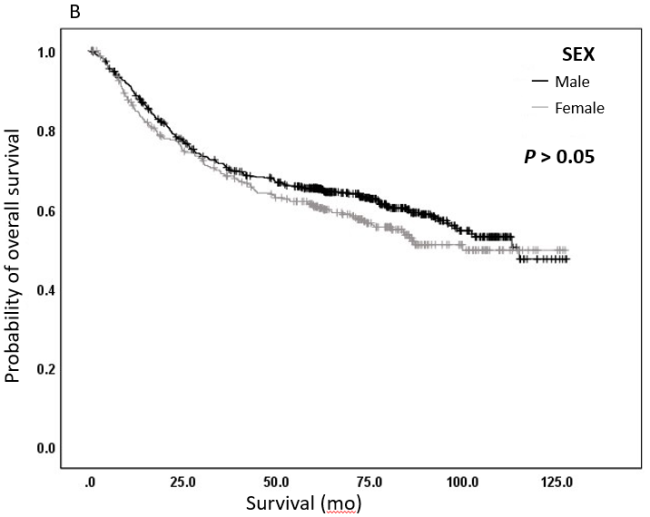 B
SEX
Male
Female
P > 0.05
Probability of overall survival
1.0
0.8
0.6
0.4
0.2
0.0
.0 25.0 50.0 75.0 100.0 125.0
Survival (mo)